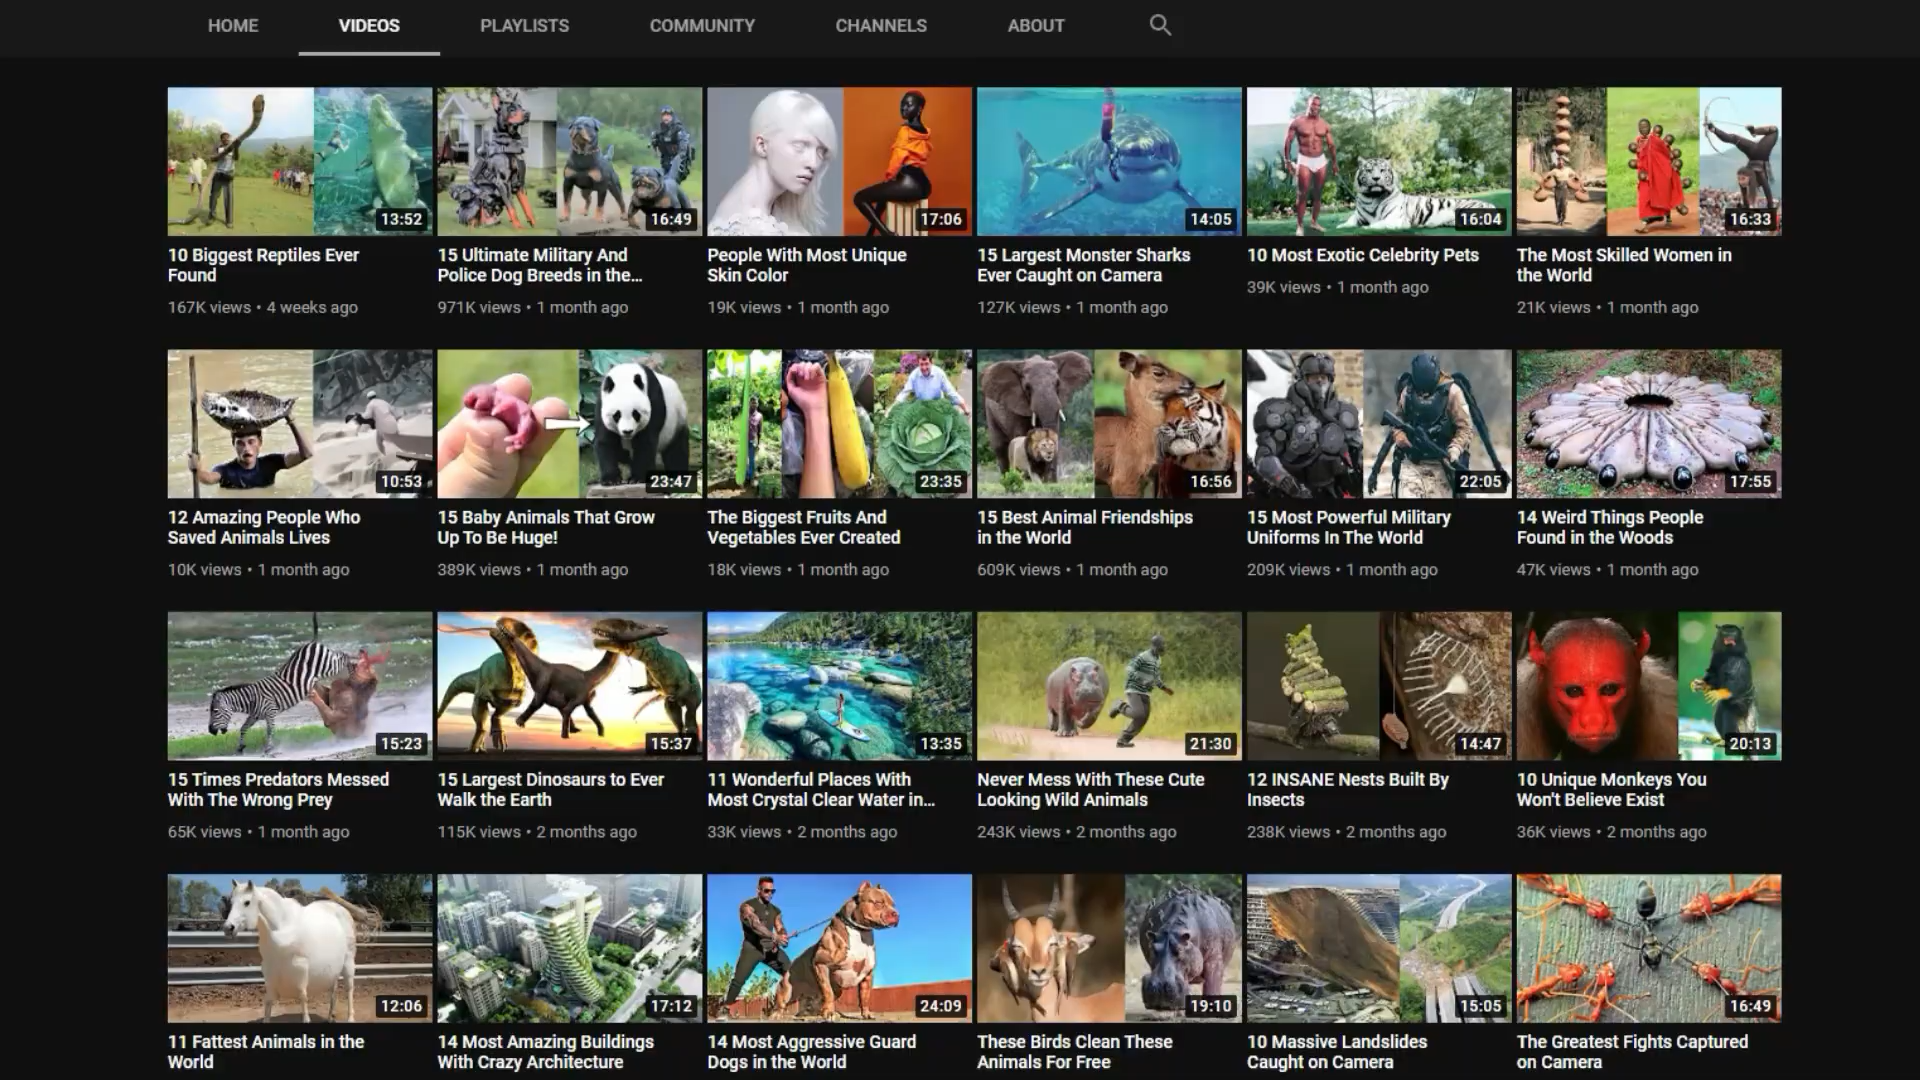 HOME VIDEOS PLAYLISTS COMMUNITY CHANNELS ABOUT
13:52 16:49 17:06 14:05 16:04 16:33
10 Biggest Reptiles Ever
Found
167K views • 4 weeks ago
15 Ultimate Military And
Police Dog Breeds in the...
971K views • 1 month ago
People With Most Unique
Skin Color
19K views • 1 month ago
15 Largest Monster Sharks
Ever Caught on Camera
127K views • 1 month ago
10 Most Exotic Celebrity Pets
39K views • 1 month ago
The Most Skilled Women in
the World
21K views • 1 month ago
10:53 23:47 23:35 16:56 22:05 17:55
12 Amazing People Who
Saved Animals Lives
10K views • 1 month ago
15 Baby Animals That Grow
Up To Be Huge!
389K views • 1 month ago
The Biggest Fruits And
Vegetables Ever Created
18K views • 1 month ago
15 Best Animal Friendships
in the World
609K views • 1 month ago
15 Most Powerful Military
Uniforms In The World
209K views • 1 month ago
14 Weird Things People
Found in the Woods
47K views • 1 month ago
15:23 15:37 13:35 21:30 14:47 20:13
15 Times Predators Messed
With The Wrong Prey
65K views • 1 month ago
15 Largest Dinosaurs to Ever
Walk the Earth
115K views • 2 months ago
11 Wonderful Places With
Most Crystal Clear Water in...
33K views • 2 months ago
Never Mess With These Cute
Looking Wild Animals
243K views • 2 months ago
12 INSANE Nests Built By
Insects
238K views • 2 months ago
10 Unique Monkeys You
Won't Believe Exist
36K views • 2 months ago
12:06 17:12 24:09 19:10 15:05 16:49
11 Fattest Animals in the
World
14 Most Amazing Buildings
With Crazy Architecture
14 Most Aggressive Guard
Dogs in the World
These Birds Clean These
Animals For Free
10 Massive Landslides
Caught on Camera
The Greatest Fights Captured
on Camera